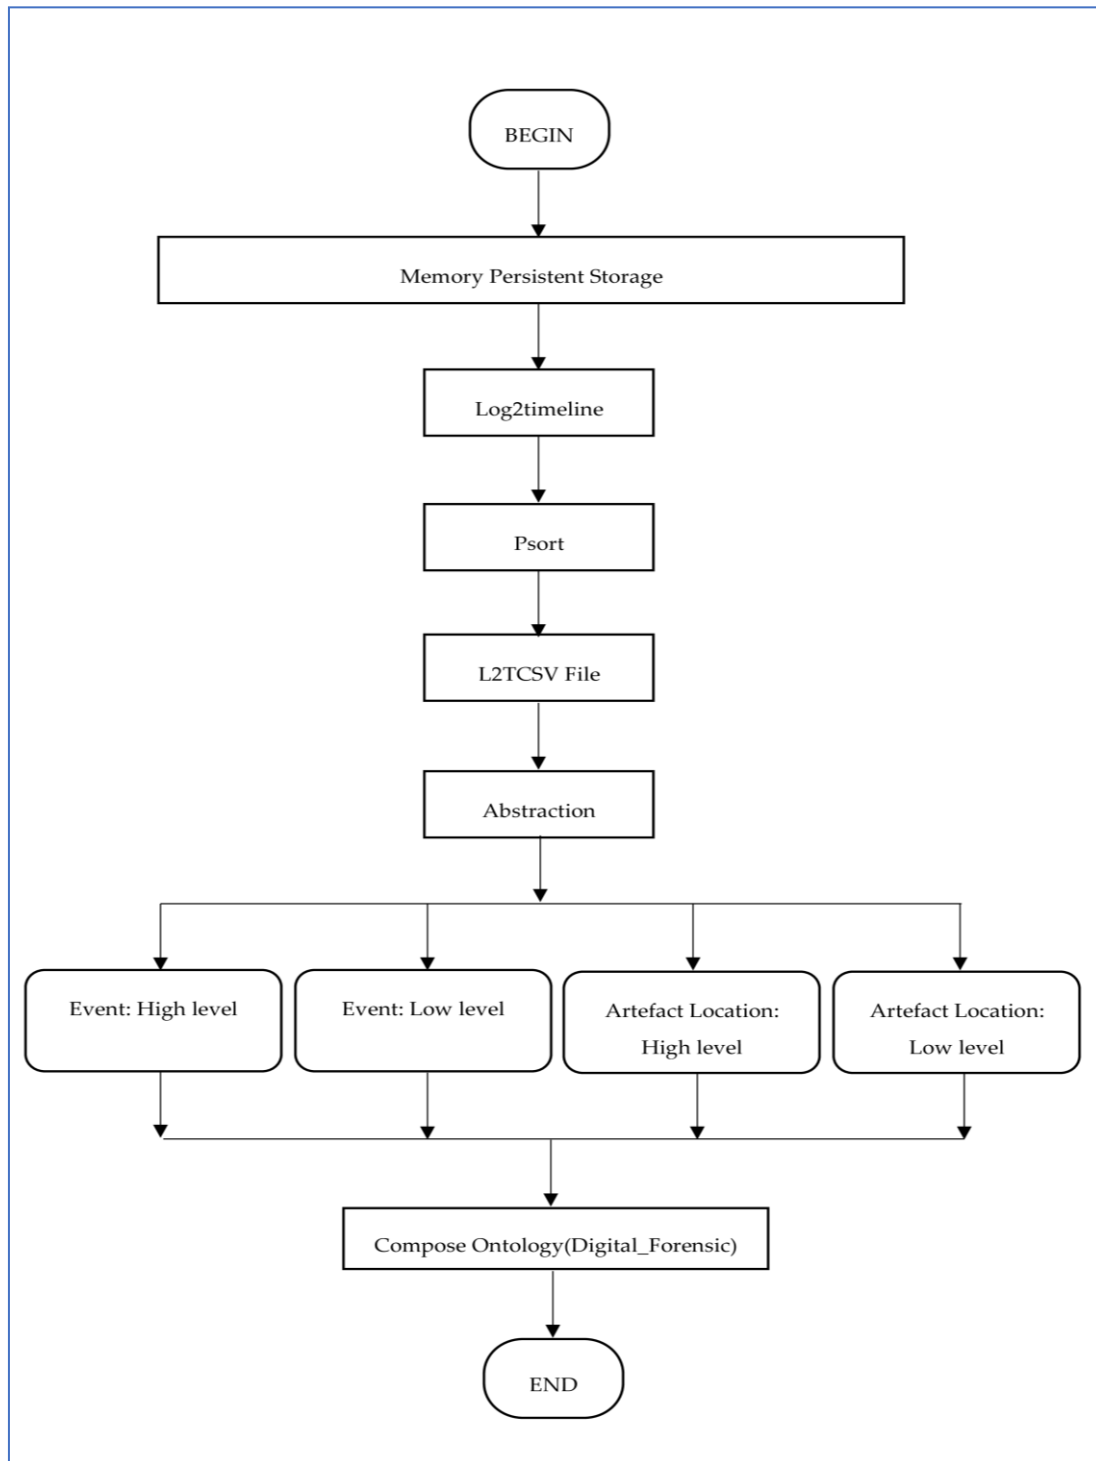 BEGIN
Memory Persistent Storage
Log2timeline
Psort
L2TCSV File
Abstraction
Event: High level
Event: Low level
Artefact Location:
High level
Artefact Location:
Low level
Compose Ontology(Digital_Forensic)
END